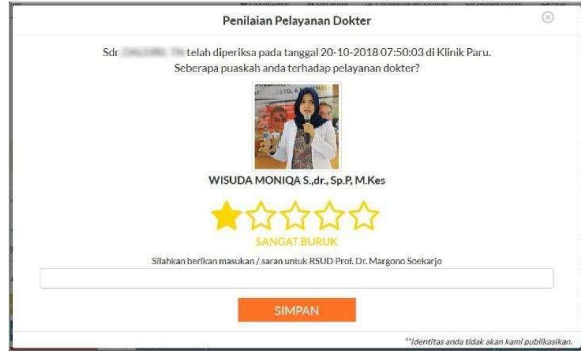 Penilaian Pelayanan Dokter
Sdr telah diperiksa pada tanggal 20-10-2018 07:50:03 di Klinik Paru.
Seberapa puaskah anda terhadap pelayanan dokter?
WISUDA MONIQA S.,dr., Sp.P, M.Kes
SANGAT BURUK
Silahkan berikan masukan / saran untuk RSUD Prof. Dr. Margono Soekarjo
SIMPAN
**Identitas anda tidak akan kami publikasikan.